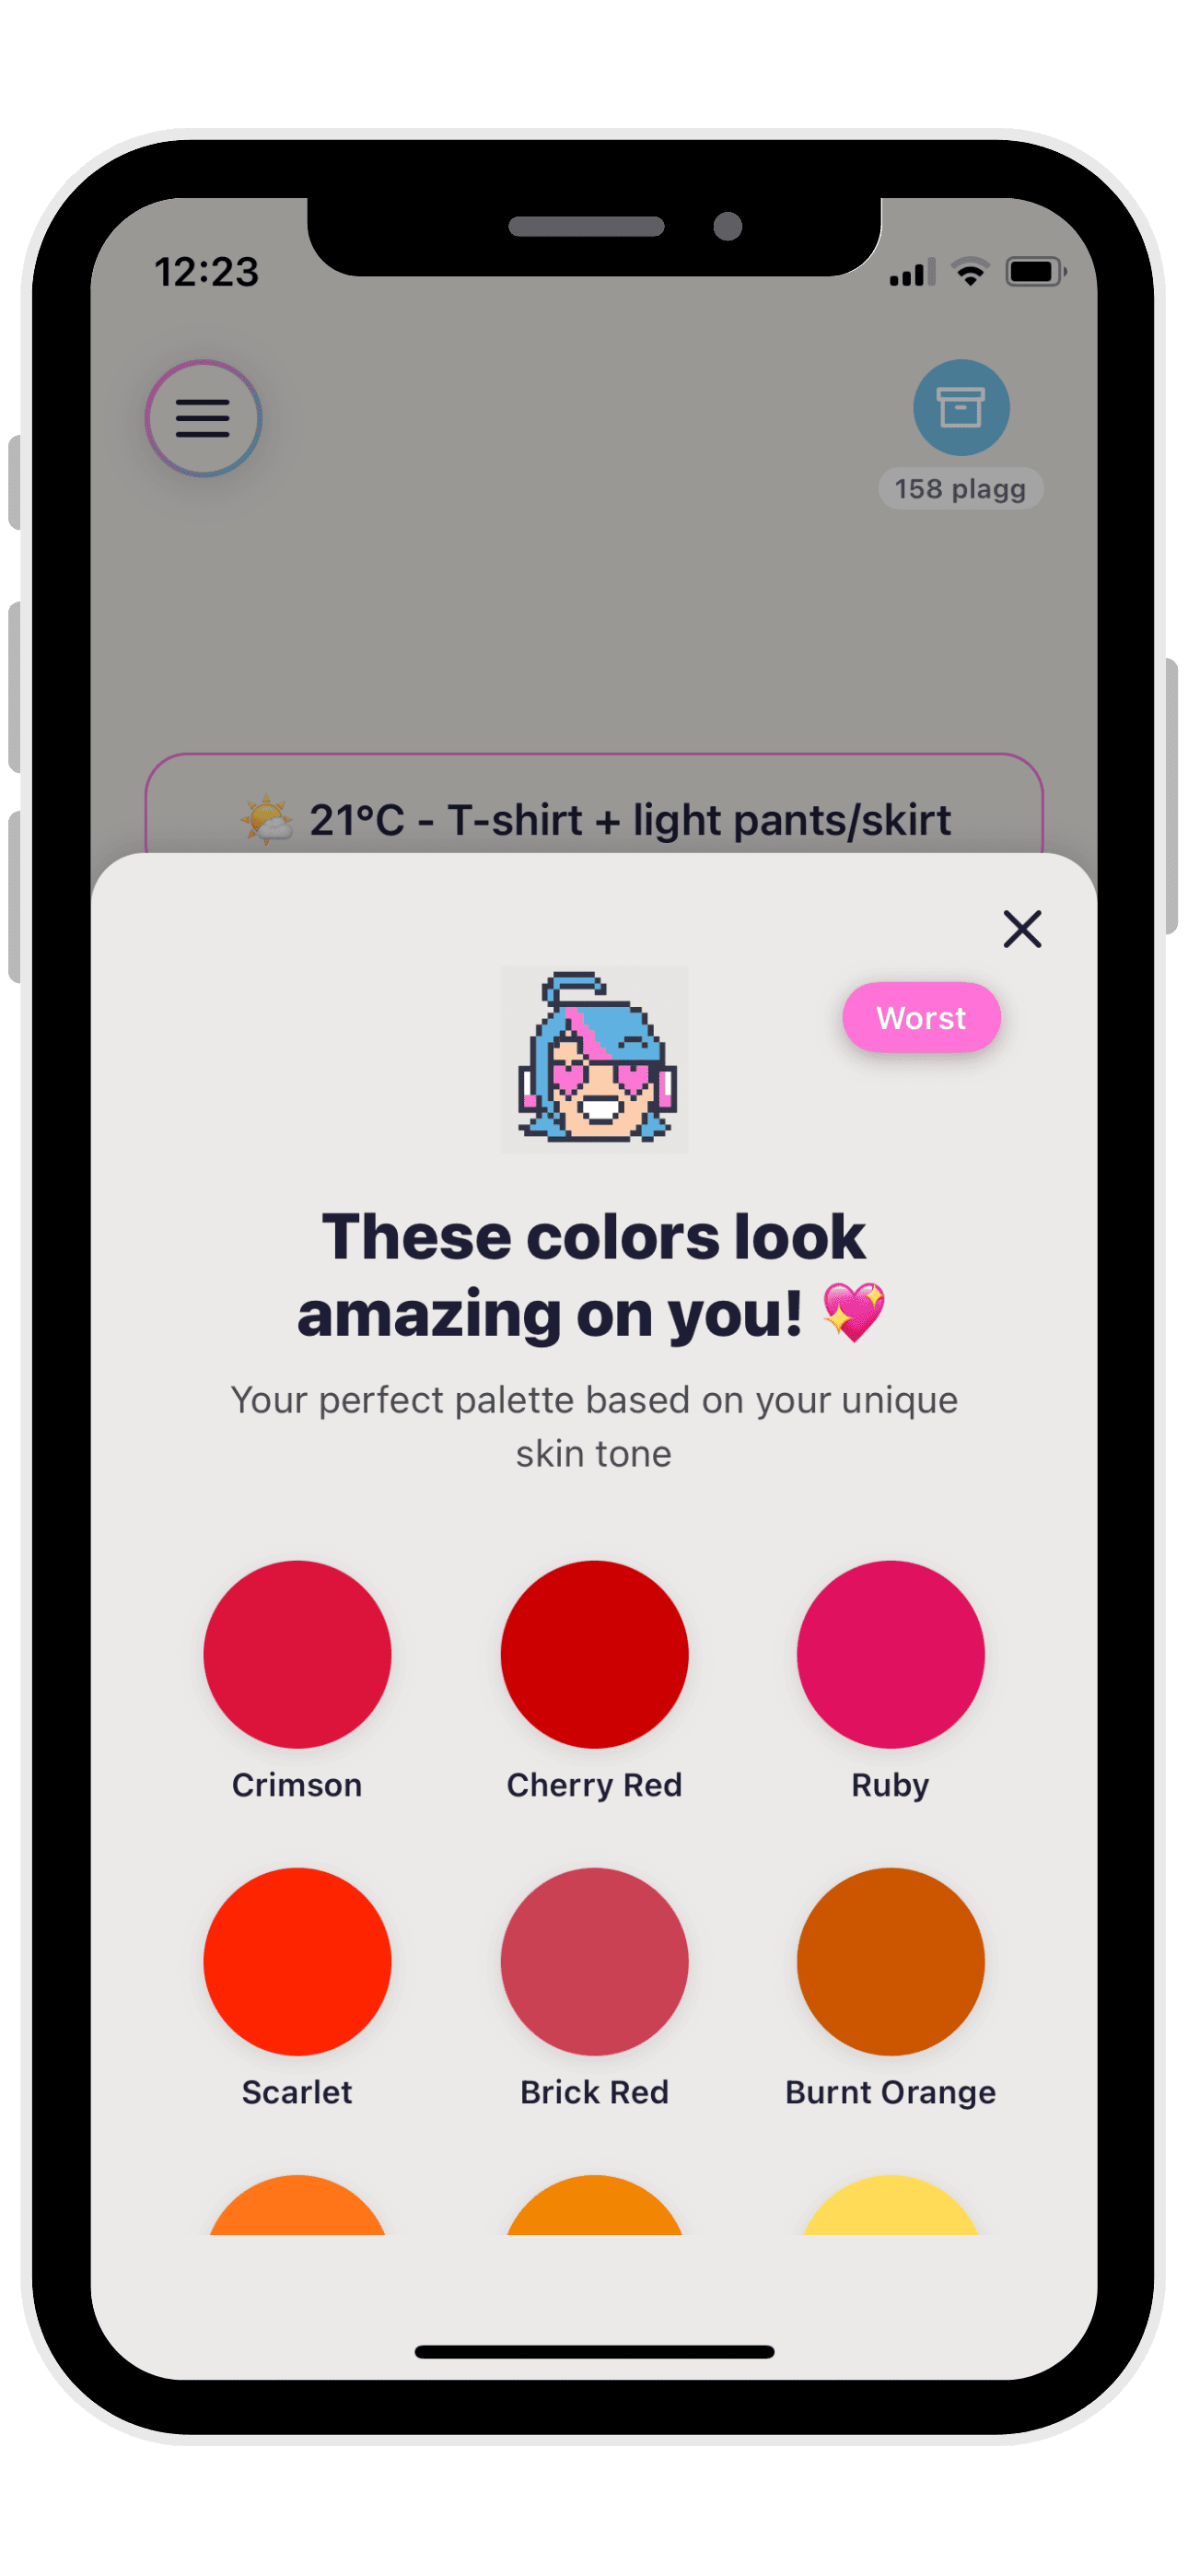 12:23
158 plagg
🌤️ 21°C - T-shirt + light pants/skirt
Worst
These colors look
amazing on you! 💖
Your perfect palette based on your unique
skin tone
Crimson
Cherry Red
Ruby
Scarlet
Brick Red
Burnt Orange